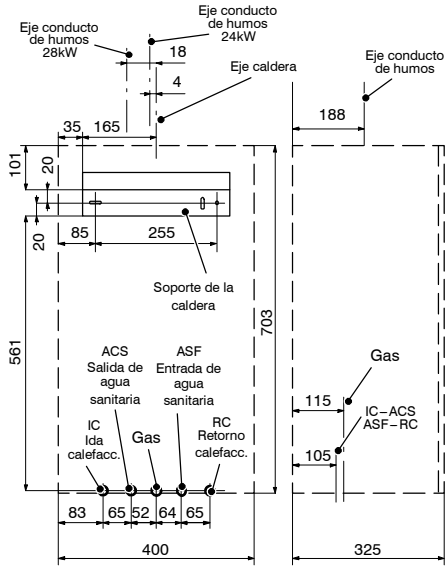 Eje conducto
de humos
24kW
Eje conducto
de humos
28kW
18
4
Eje caldera
Eje conducto
de humos
188
35
165
101
20
20
85
255
Soporte de la
caldera
561
703
ACS
Salida de
agua
sanitaria
ASF
Entrada de
agua
sanitaria
IC
Ida
calefacc.
Gas
RC
Retorno
calefacc.
Gas
115
IC-ACS
ASF-RC
105
83
65
52
64
65
400
325